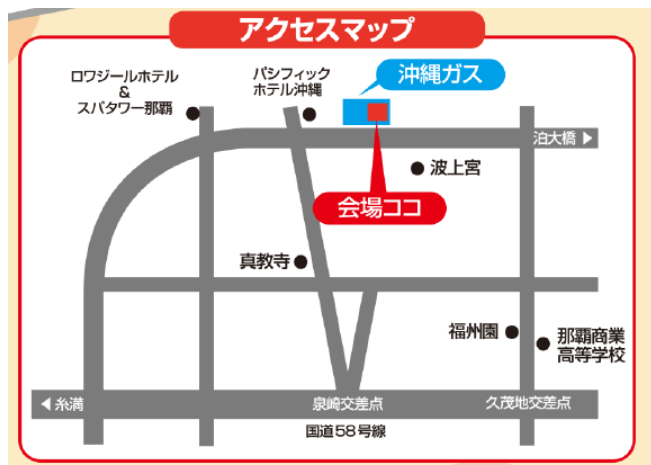 アクセスマップ
ロワジールホテル
&
スパタワー那覇
パシフィック
ホテル沖縄
沖縄ガス
泊大橋 ▶
波上宮
会場ココ
真教寺
福州園
那覇商業
高等学校
◀ 糸満
泉崎交差点
久茂地交差点
国道58号線